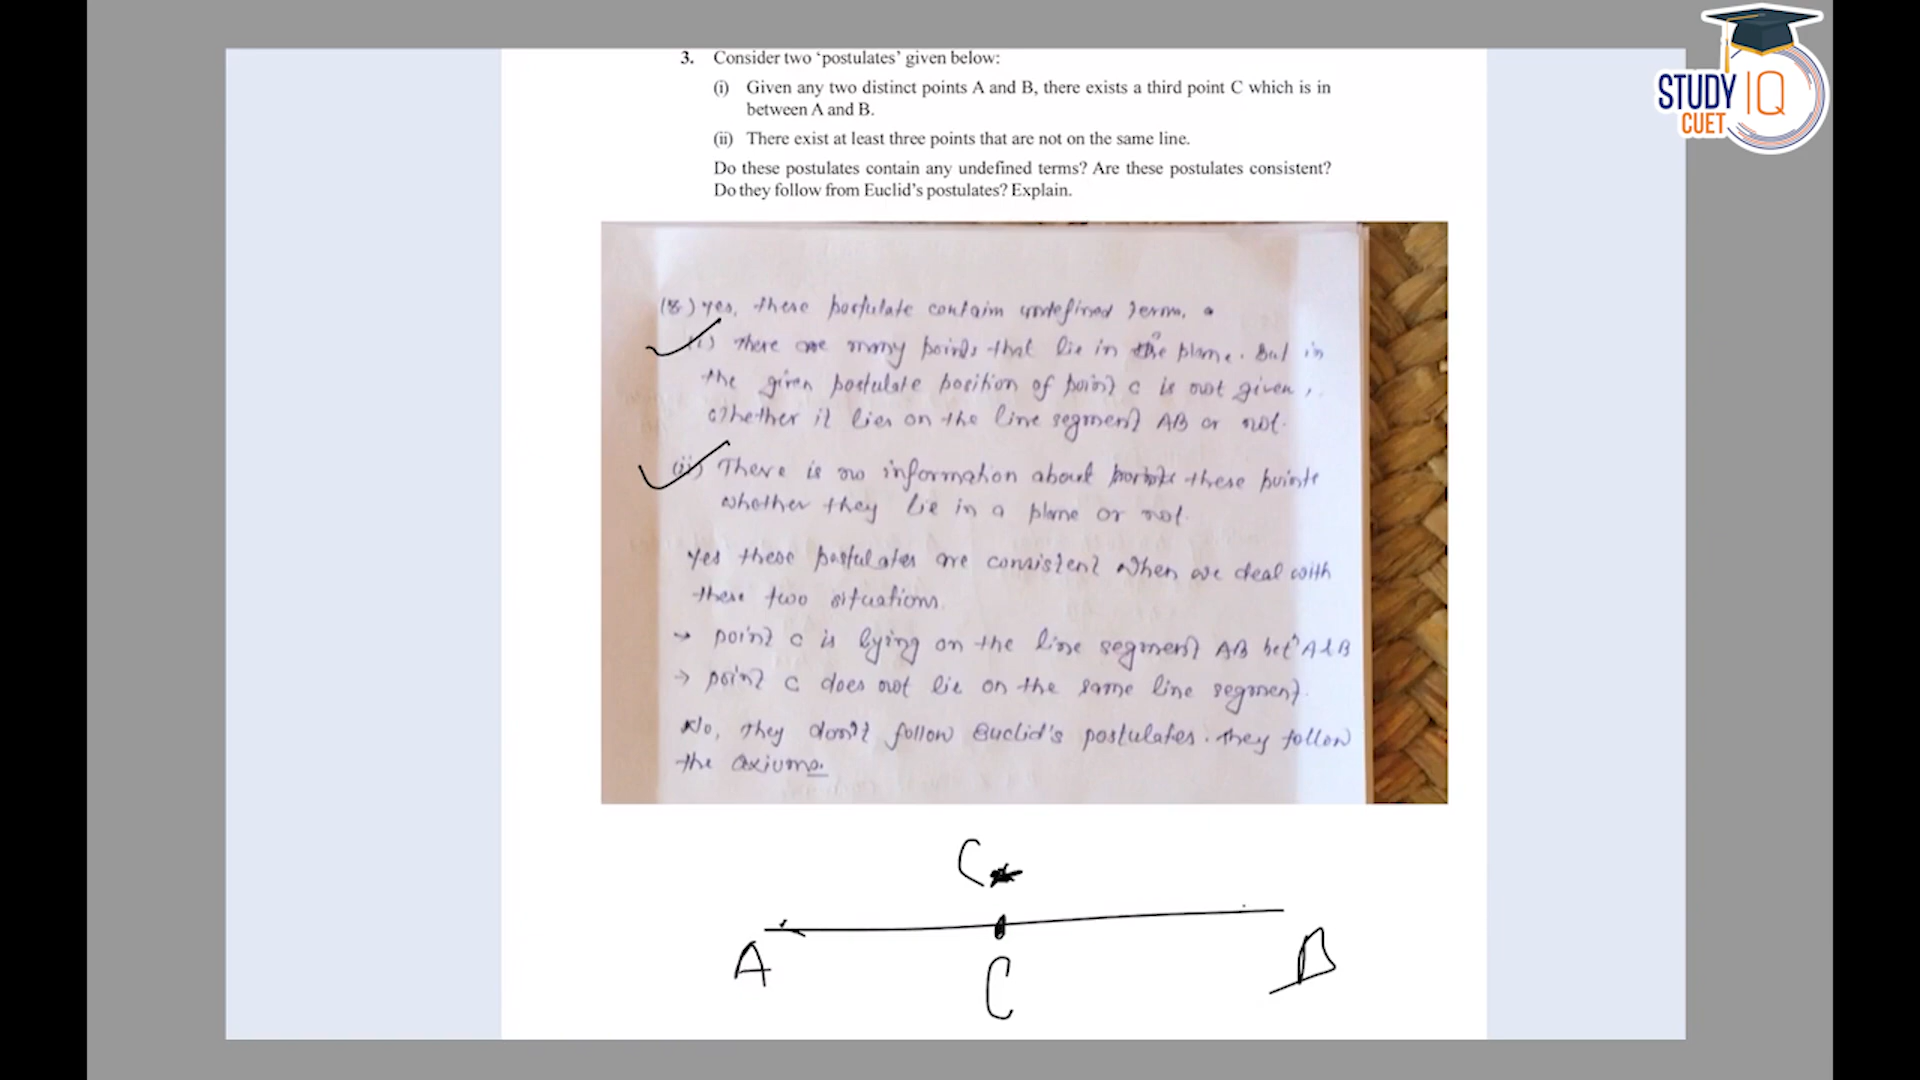 STUDY IQ
CUET
3. Consider two ‘postulates’ given below:
(i) Given any two distinct points A and B, there exists a third point C which is in
between A and B.
(ii) There exist at least three points that are not on the same line.
Do these postulates contain any undefined terms? Are these postulates consistent?
Do they follow from Euclid’s postulates? Explain.
yes, these postulate contain undefined term.
(i) There are many points that lie in the plane. But in
the given postulate position of point C is not given,
whether it lies on the line segment AB or not.
(ii) There is no information about these points
whether they lie in a plane or not.
Yes these postulates are consistent when we deal with
these two situations.
→ point C is lying on the line segment AB betn A & B
→ point C does not lie on the same line segment.
No, they don't follow Euclid's postulates. they follow
the axiums.
C
A
C
B